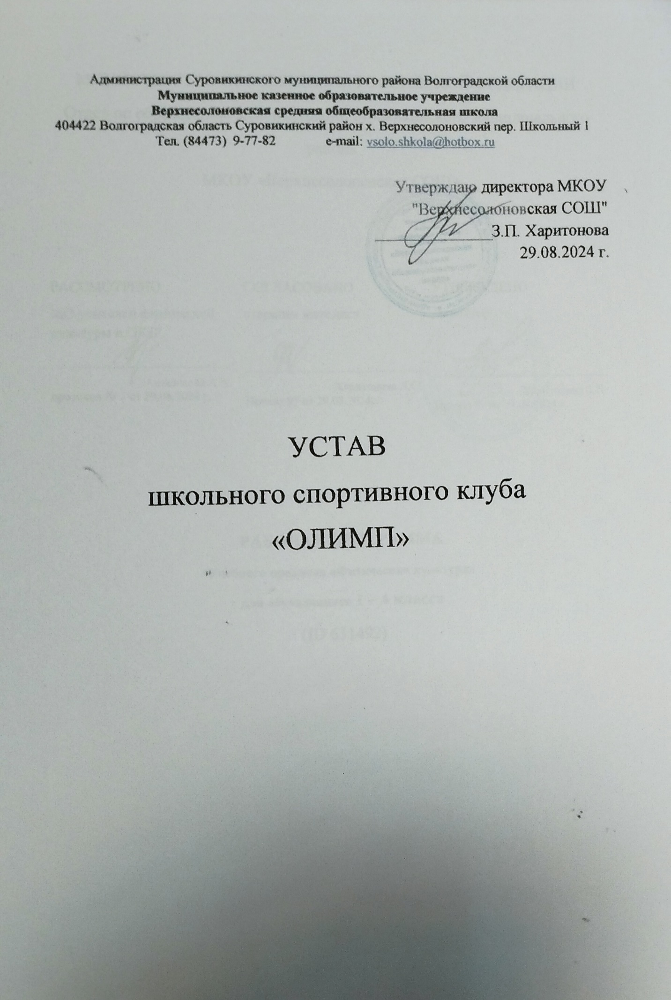 Администрация Суровикинского муниципального района Волгоградской области
Муниципальное казенное образовательное учреждение
Верхнесолоновская средняя общеобразовательная школа
404422 Волгоградская область Суровикинский район х. Верхнесолоновский пер. Школьный 1
Тел. (84473) 9-77-82 e-mail: vsolo.shkola@hotbox.ru
Утверждаю директора МКОУ
"Верхнесолоновская СОШ"
З.П. Харитонова
29.08.2024 г.
УСТАВ
школьного спортивного клуба
«ОЛИМП»